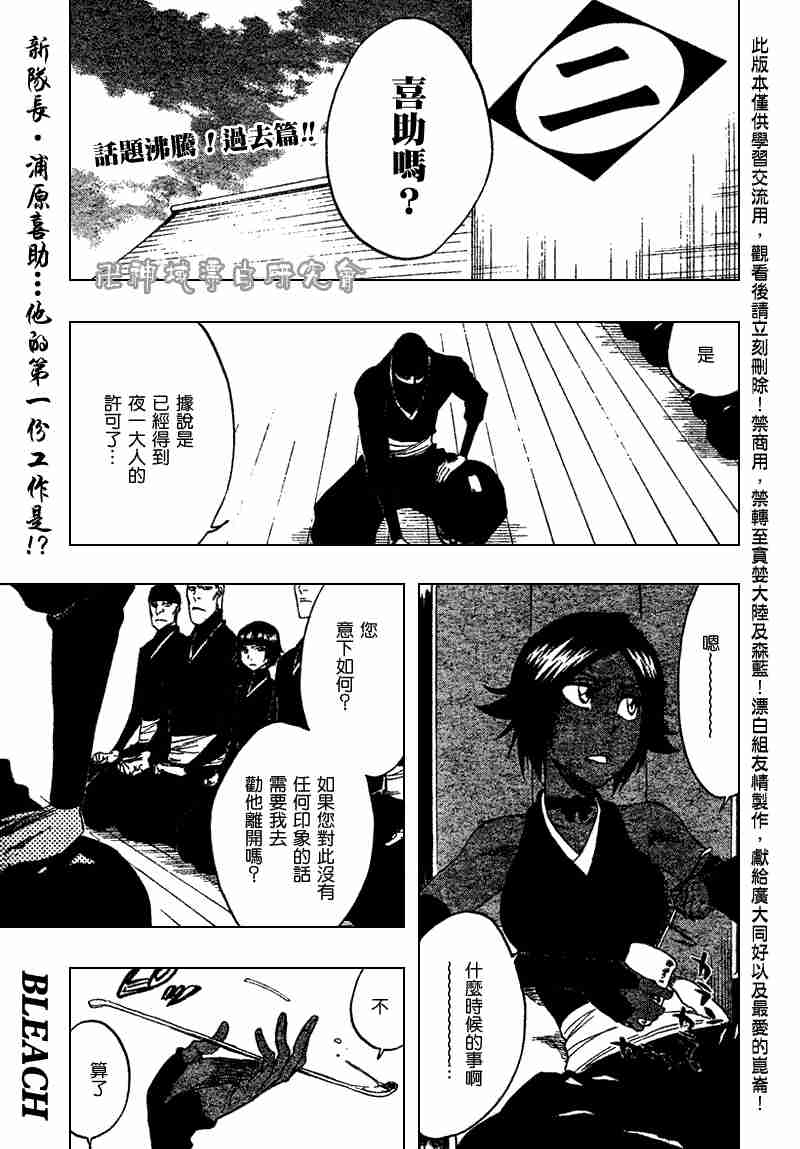 此版本僅供學習交流用，觀看後請立刻刪除！禁商用，禁轉至貪婪大陸及森藍！漂白組友情製作，獻給廣大同好以及最愛的崑崙！
二
喜助嗎？
話題沸騰！過去篇!!
卍神域漂白研究會
新隊長・浦原喜助…他的第一份工作是!?
是
據說是
已經得到
夜一大人的
許可了…
嗯～～～
什麼時候的事啊～～～
您
意下如何？
如果您對此沒有
任何印象的話
需要我去
勸他離開嗎？
不
算了
BLEACH